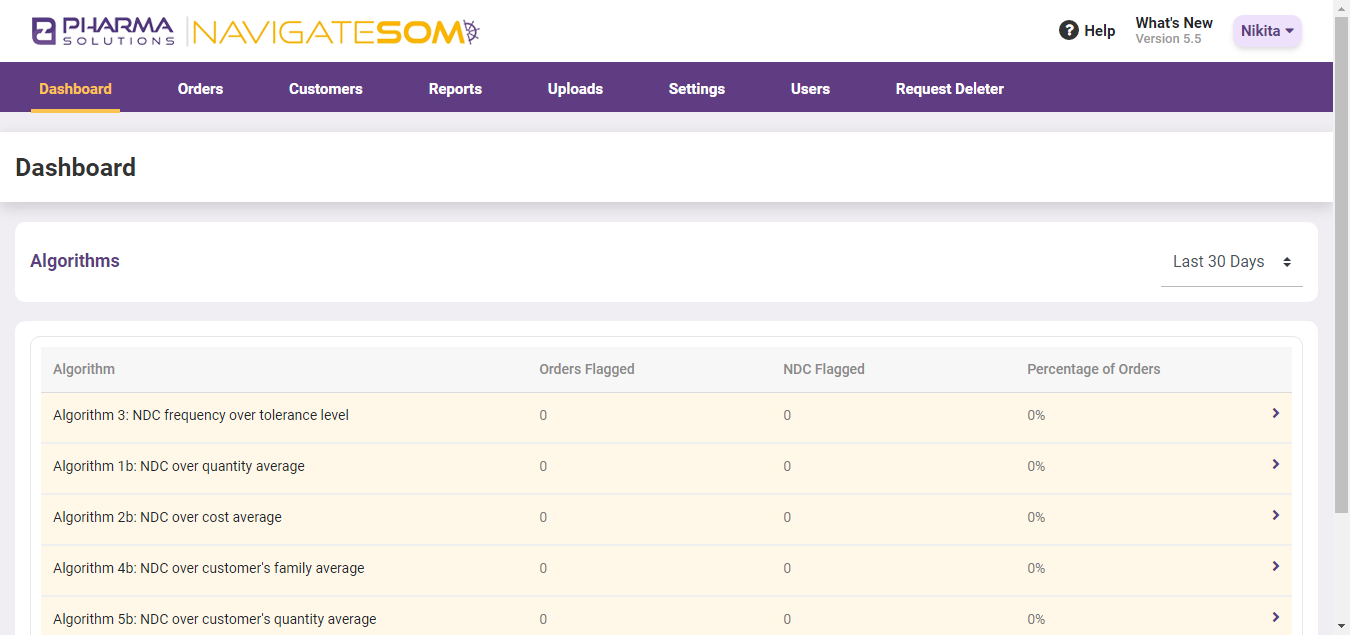 PHARMA SOLUTIONS NAVIGATESOM
Help
What's New
Version 5.5
Nikita
Dashboard Orders Customers Reports Uploads Settings Users Request Deleter
Dashboard
Algorithms
Last 30 Days
Algorithm Orders Flagged NDC Flagged Percentage of Orders
Algorithm 3: NDC frequency over tolerance level 0 0 0%
Algorithm 1b: NDC over quantity average 0 0 0%
Algorithm 2b: NDC over cost average 0 0 0%
Algorithm 4b: NDC over customer's family average 0 0 0%
Algorithm 5b: NDC over customer's quantity average 0 0 0%